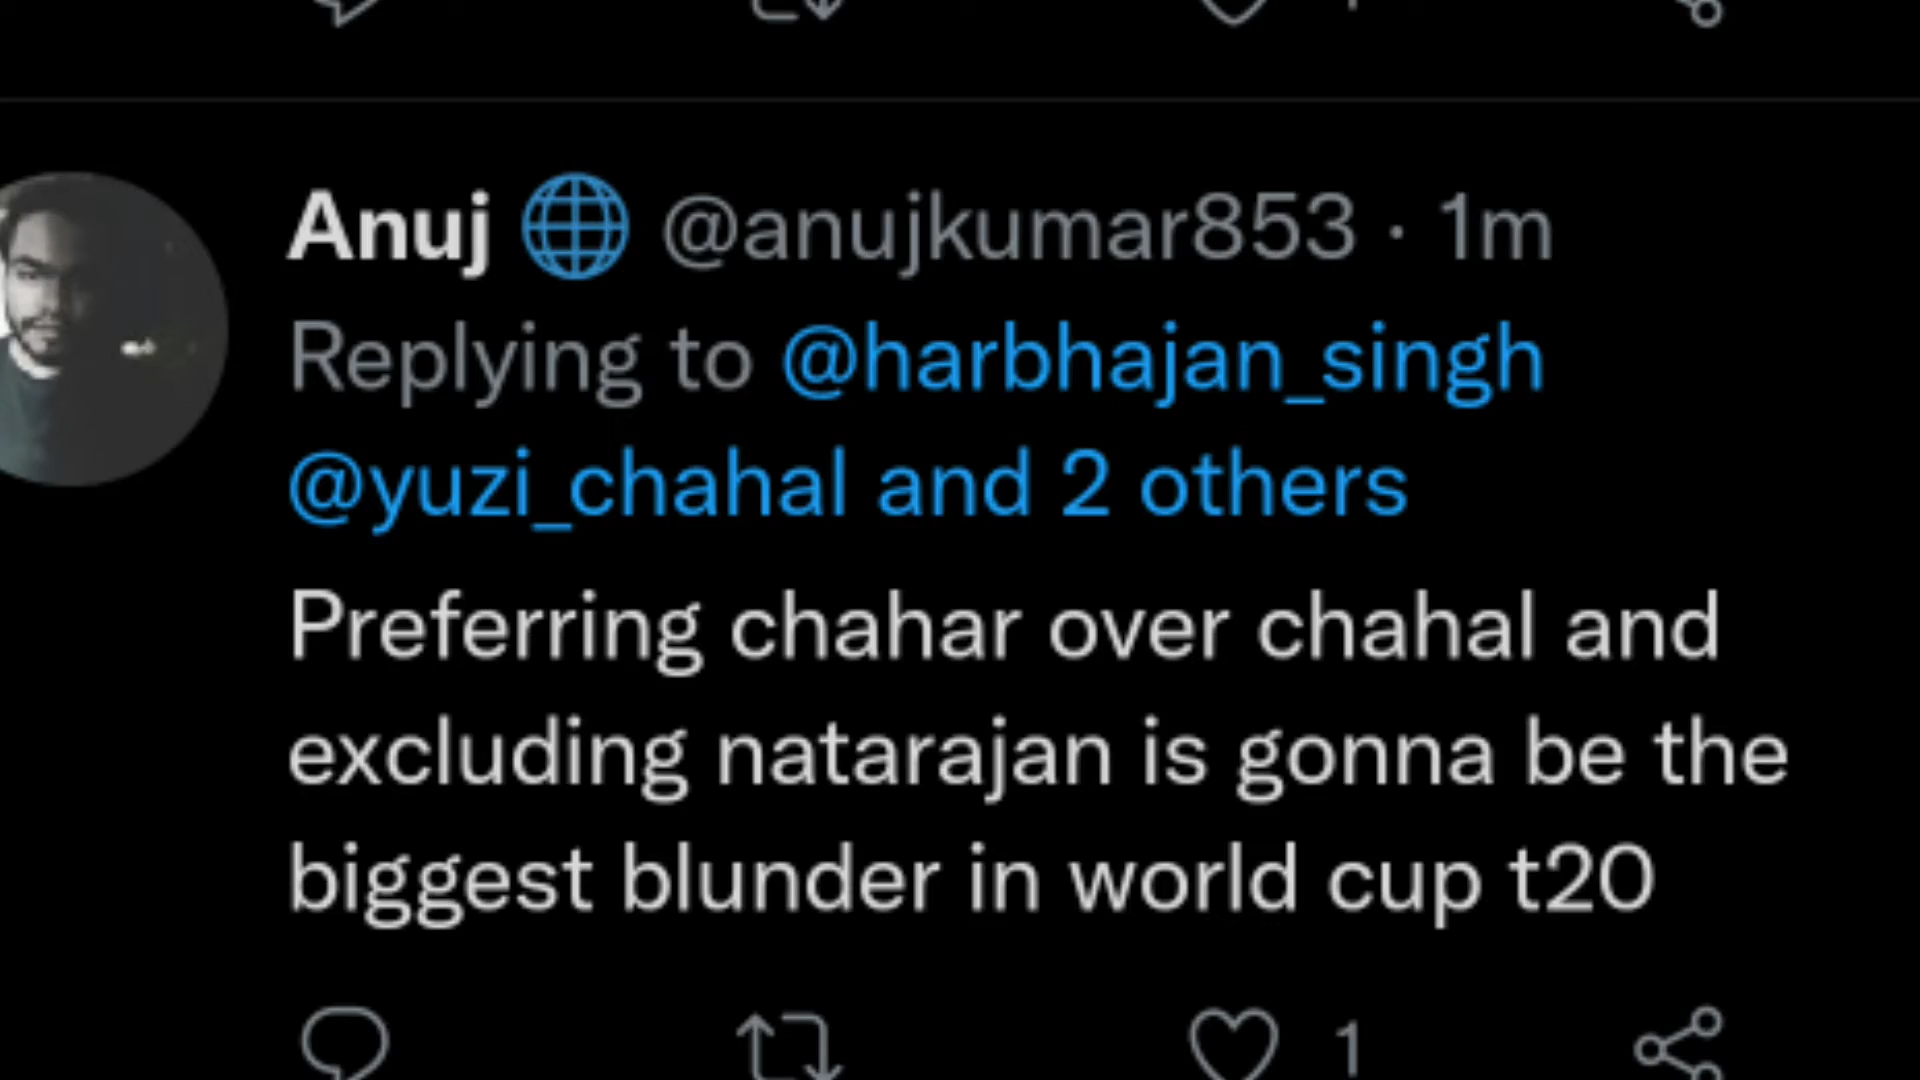 Anuj 🌐 @anujkumar853 · 1m
Replying to @harbhajan_singh
@yuzi_chahal and 2 others
Preferring chahar over chahal and
excluding natarajan is gonna be the
biggest blunder in world cup t20
1